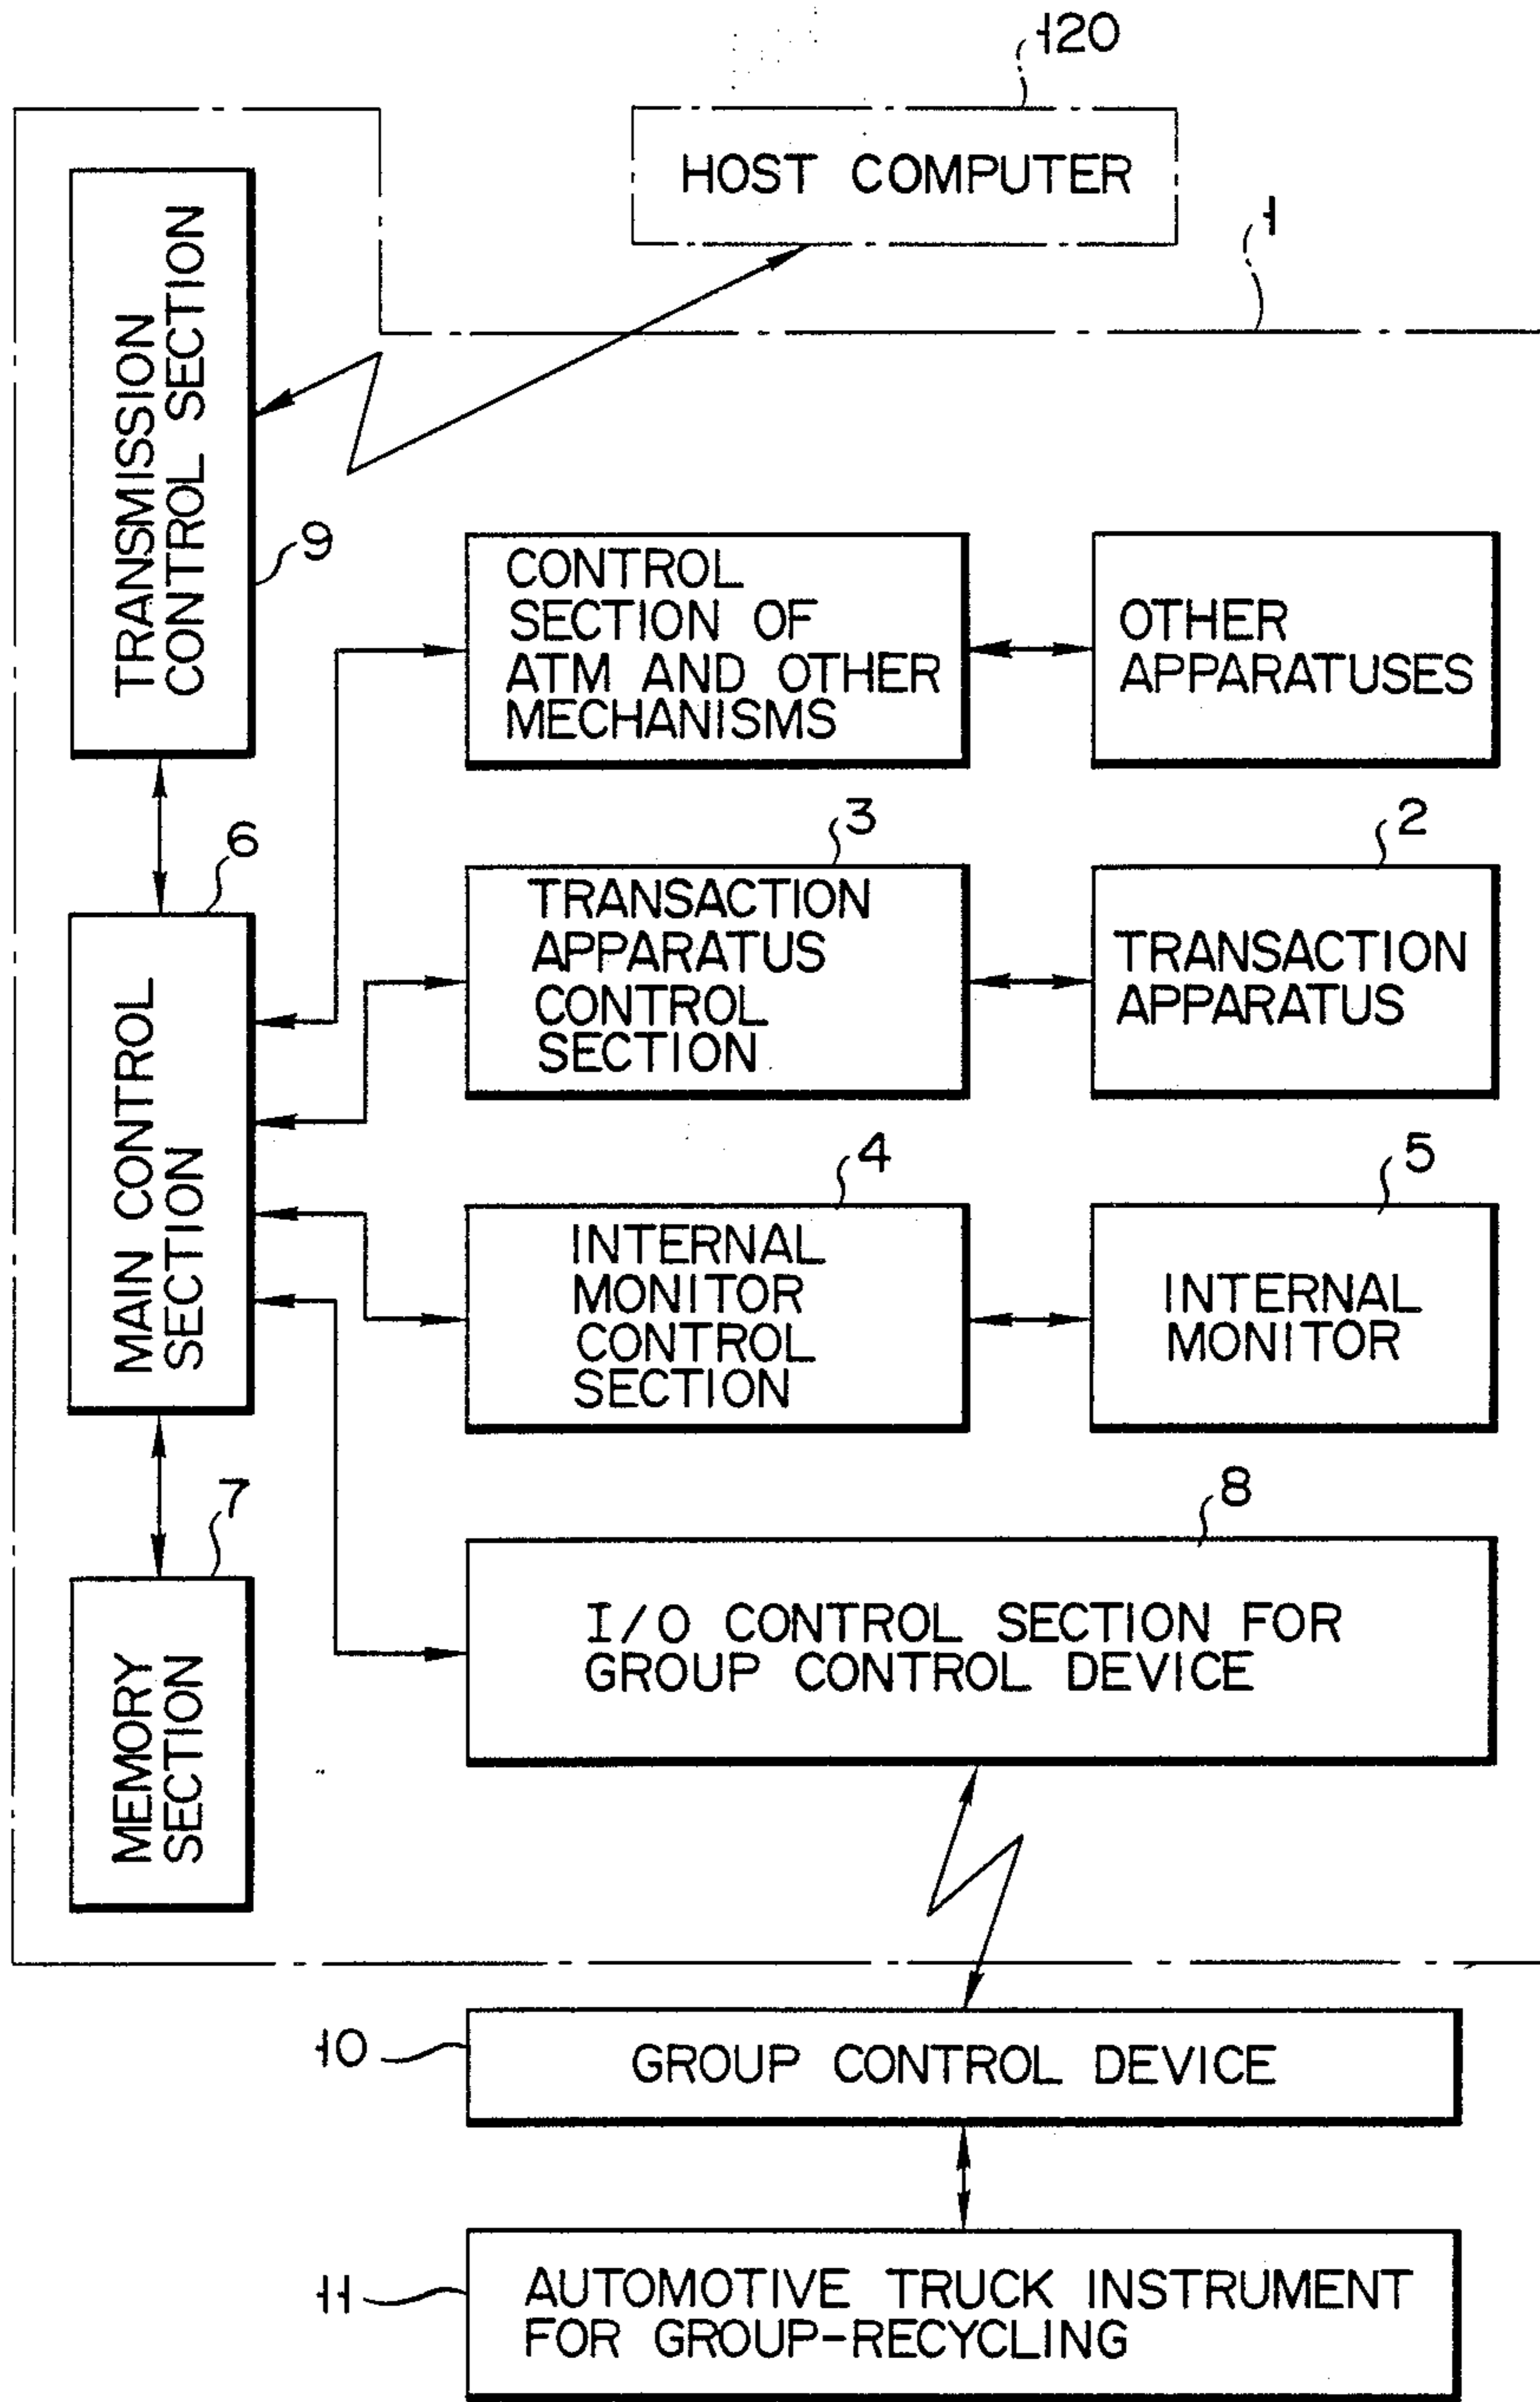 120
HOST COMPUTER
1
TRANSMISSION
CONTROL SECTION
9
CONTROL
SECTION OF
ATM AND OTHER
MECHANISMS
OTHER
APPARATUSES
6
MAIN CONTROL
SECTION
3
TRANSACTION
APPARATUS
CONTROL
SECTION
2
TRANSACTION
APPARATUS
4
INTERNAL
MONITOR
CONTROL
SECTION
5
INTERNAL
MONITOR
7
MEMORY
SECTION
8
I/O CONTROL SECTION FOR
GROUP CONTROL DEVICE
10
GROUP CONTROL DEVICE
11
AUTOMOTIVE TRUCK INSTRUMENT
FOR GROUP-RECYCLING